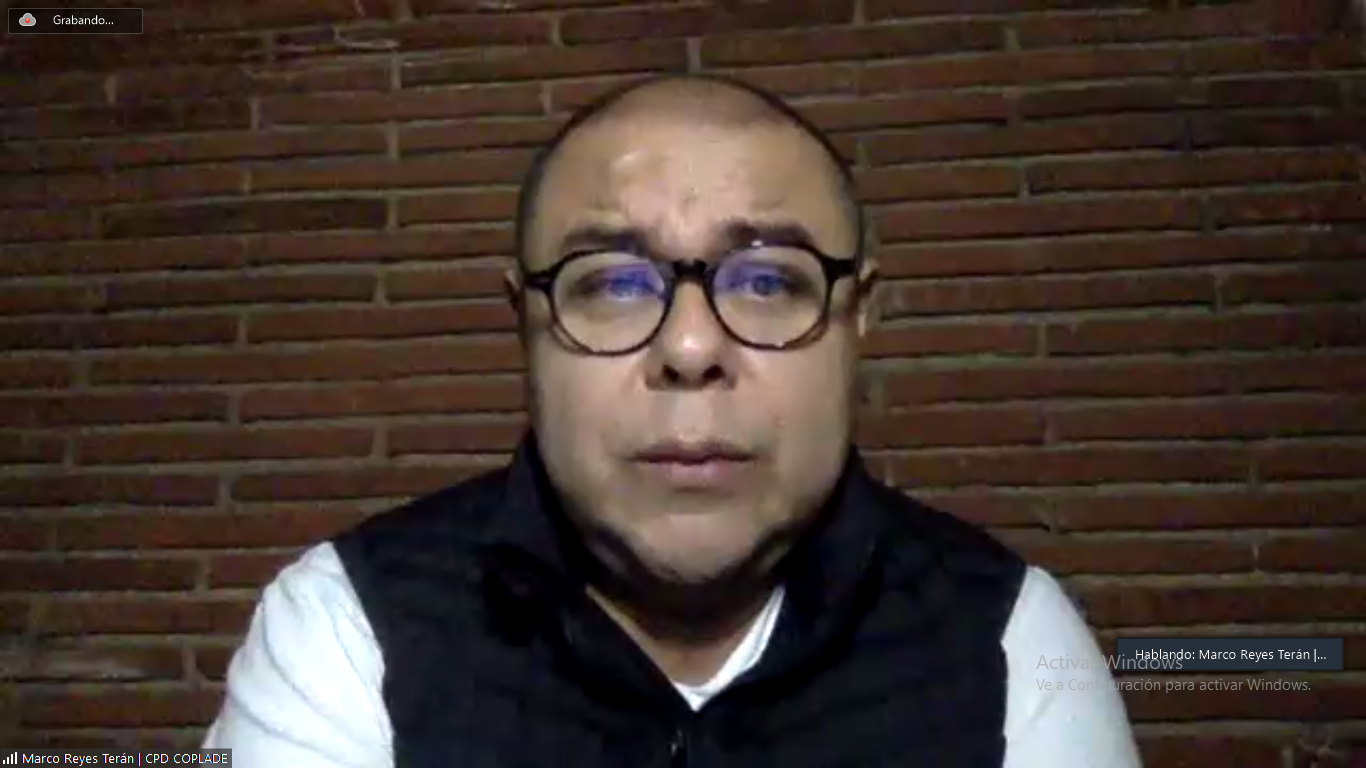 Grabando...
Hablando: Marco Reyes Terán |...
Activar Windows
Ve a Configuración para activar Windows.
Marco Reyes Terán | CPD COPLADE